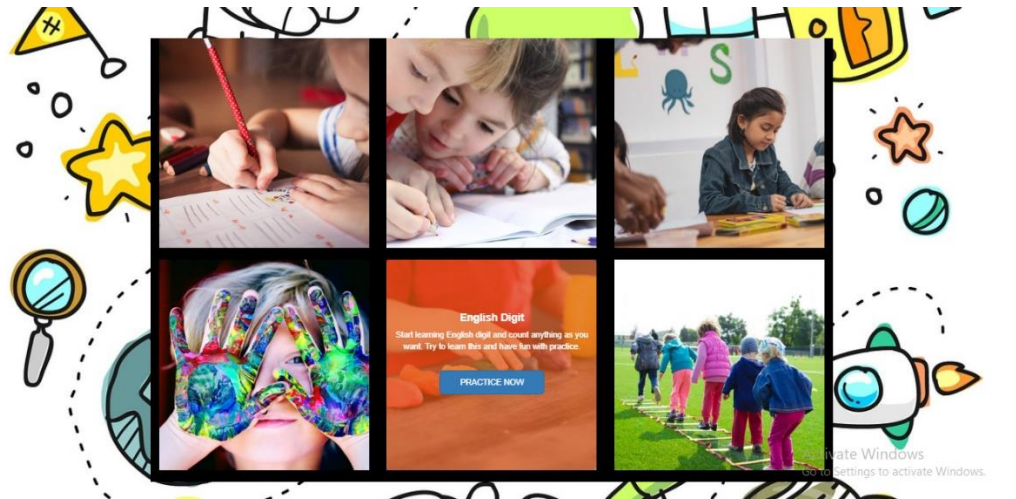 S
English Digit
Start learning English digit and count anything as you
want. Try to learn this and have fun with practice.
PRACTICE NOW
Activate Windows
Go to Settings to activate Windows.